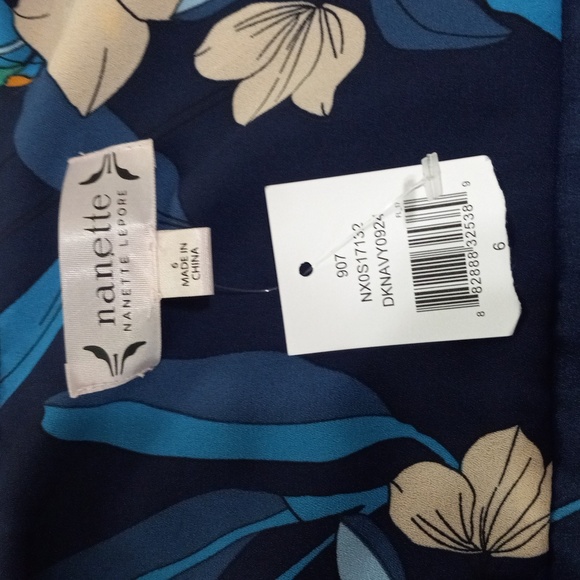 nanette
NANETTE LEPORE
6
MADE IN
CHINA
907
NX0S17132
DKNAVY0924
8 82888 32538 9
6